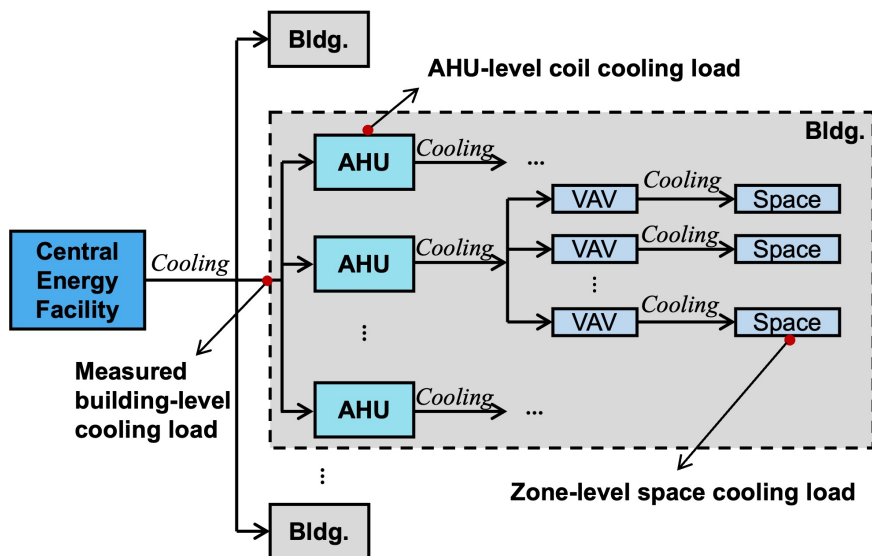 Bldg.
AHU-level coil cooling load
Bldg.
AHU
Cooling
...
VAV
Cooling
Space
Central
Energy
Facility
Cooling
AHU
Cooling
VAV
Cooling
Space
...
VAV
Cooling
Space
...
Measured
building-level
cooling load
AHU
Cooling
...
...
Zone-level space cooling load
Bldg.